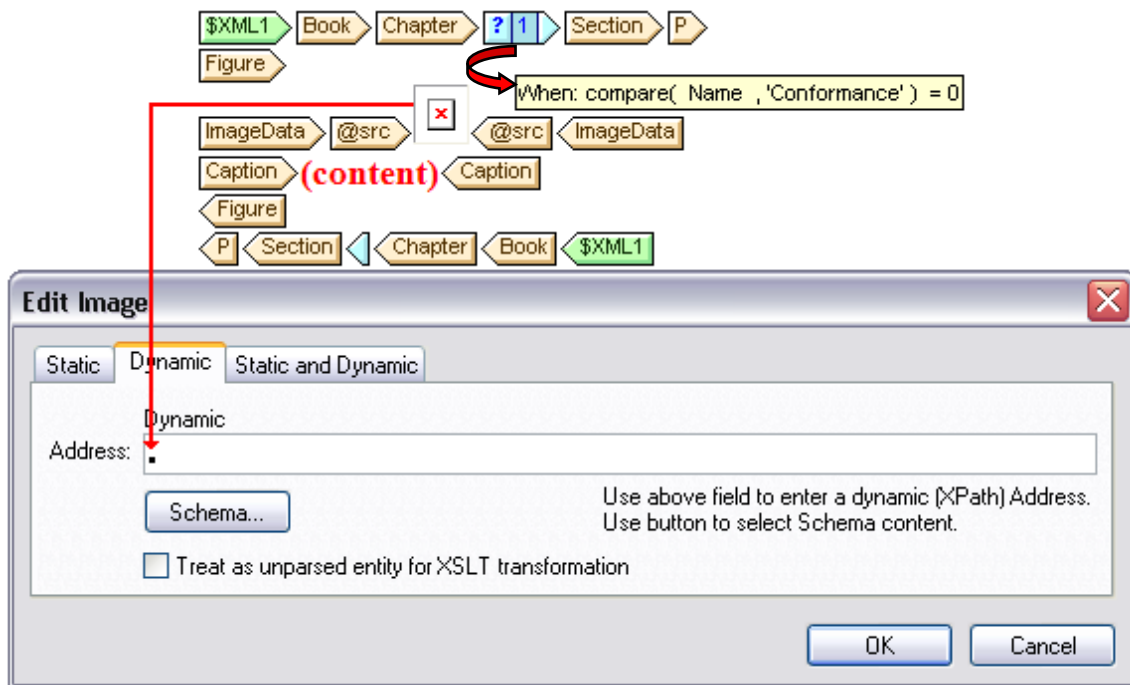 $XML1 Book Chapter ? 1 Section P
Figure
When: compare( Name , 'Conformance' ) = 0
ImageData @src @src ImageData
Caption (content) Caption
Figure
P Section Chapter Book $XML1
Edit Image
Static Dynamic Static and Dynamic
Dynamic
Address: .
Schema...
Use above field to enter a dynamic (XPath) Address.
Use button to select Schema content.
Treat as unparsed entity for XSLT transformation
OK Cancel